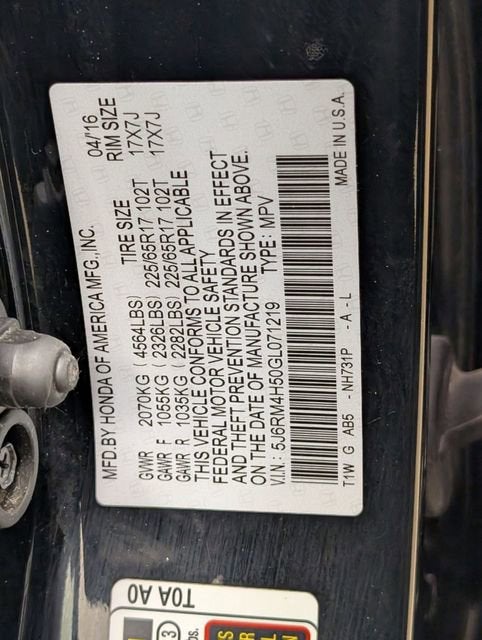 MFD.BY HONDA OF AMERICA MFG., INC. 04/'16
TIRE SIZE RIM SIZE
GVWR 2070KG ( 4564LBS)
GAWR F 1055KG ( 2326LBS) 225/65R17 102T 17X7J
GAWR R 1035KG ( 2282LBS) 225/65R17 102T 17X7J
THIS VEHICLE CONFORMS TO ALL APPLICABLE
FEDERAL MOTOR VEHICLE SAFETY
AND THEFT PREVENTION STANDARDS IN EFFECT
ON THE DATE OF MANUFACTURE SHOWN ABOVE.
V.I.N.: 5J8RM4H50GL071219 TYPE: MPV
T1W G AB5 - NH731P - A - L MADE IN U.S.A.
T0A A0
3